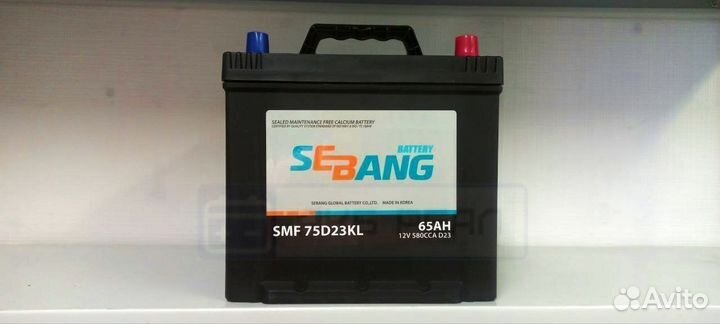 SEALED MAINTENANCE FREE CALCIUM BATTERY
BATTERY
SEBANG
SEBANG GLOBAL BATTERY CO.,LTD. MADE IN KOREA
SMF 75D23KL
65AH
12V 580CCA D23
Avito